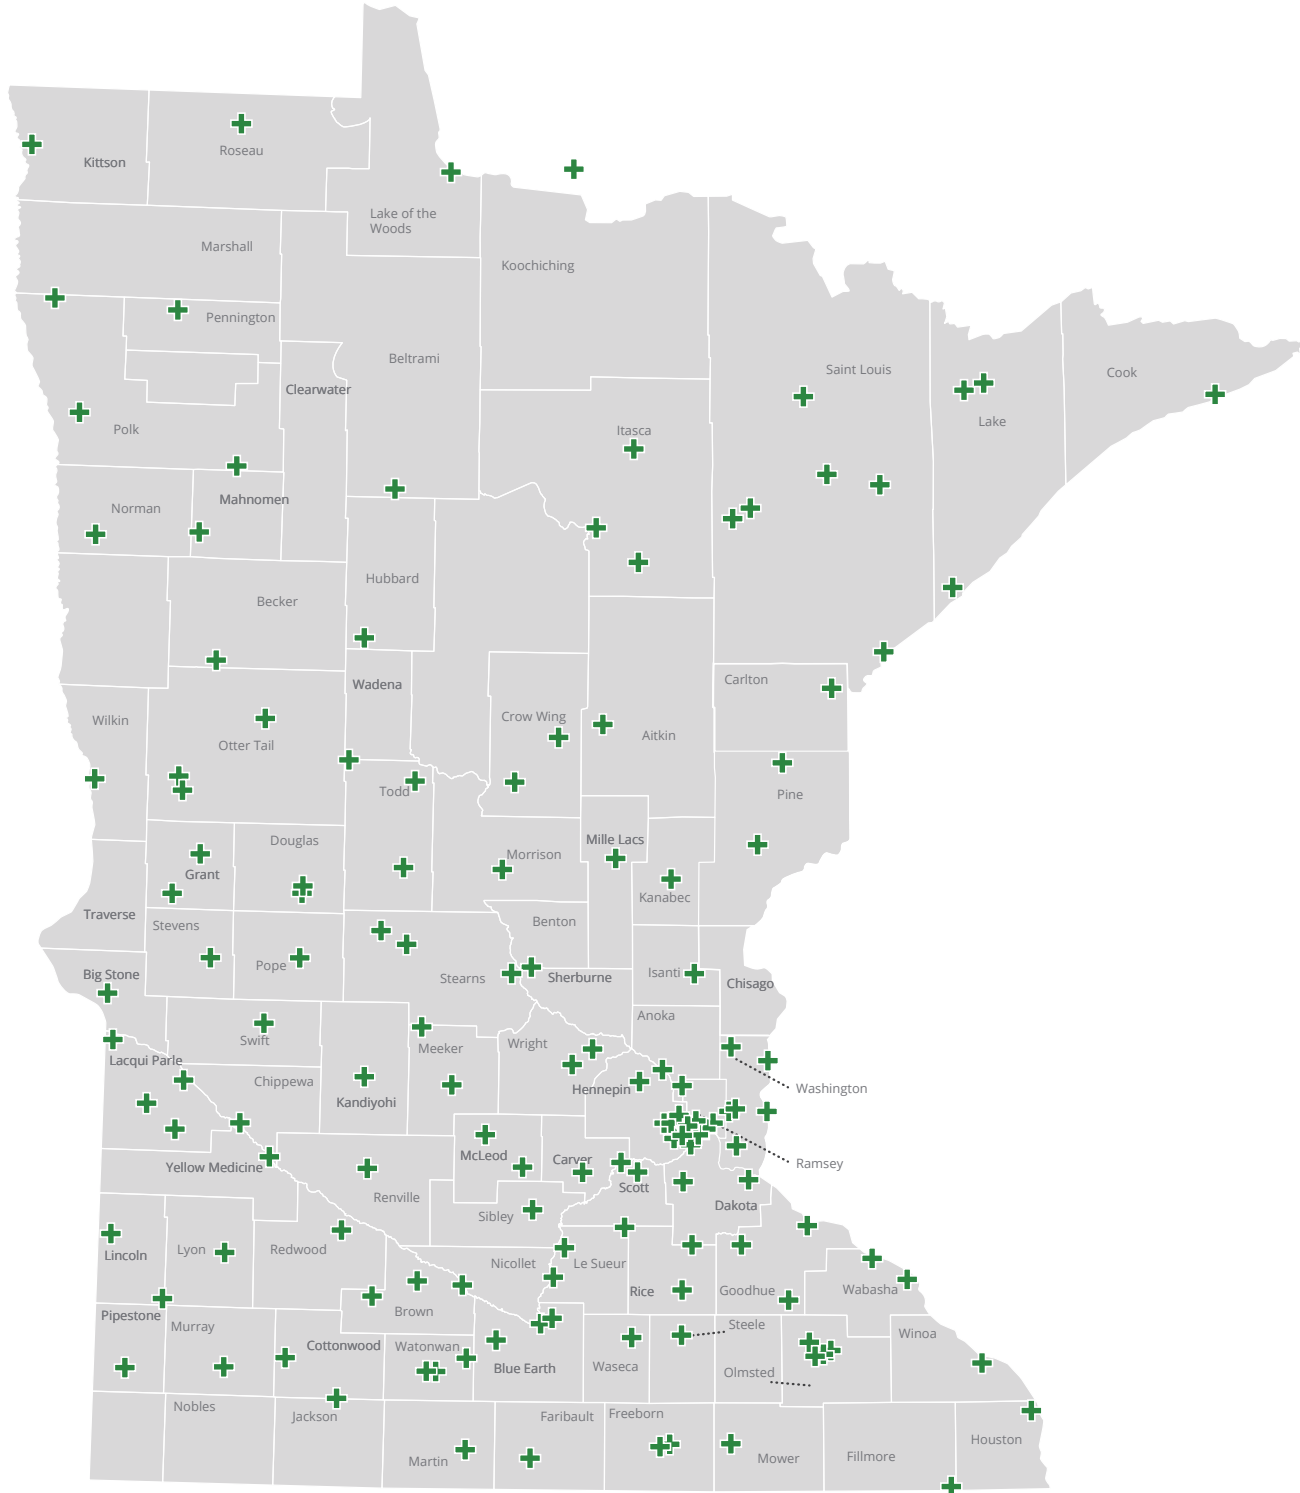 Roseau
Kittson
Lake of the
Woods
Marshall
Koochiching
Pennington
Beltrami
Saint Louis
Cook
Clearwater
Lake
Polk
Itasca
Mahnomen
Norman
Hubbard
Becker
Carlton
Wadena
Crow Wing
Wilkin
Aitkin
Otter Tail
Todd
Pine
Douglas
Mille Lacs
Morrison
Grant
Kanabec
Traverse
Stevens
Benton
Pope
Big Stone
Stearns
Sherburne
Isanti
Chisago
Anoka
Swift
Wright
Meeker
Lacqui Parle
Chippewa
Hennepin
Washington
Kandiyohi
McLeod
Carver
Ramsey
Yellow Medicine
Scott
Renville
Dakota
Sibley
Lyon
Redwood
Lincoln
Nicollet
Le Sueur
Rice
Goodhue
Wabasha
Brown
Pipestone
Murray
Steele
Winoa
Cottonwood
Watonwan
Blue Earth
Waseca
Olmsted
Nobles
Jackson
Faribault
Freeborn
Houston
Martin
Mower
Fillmore